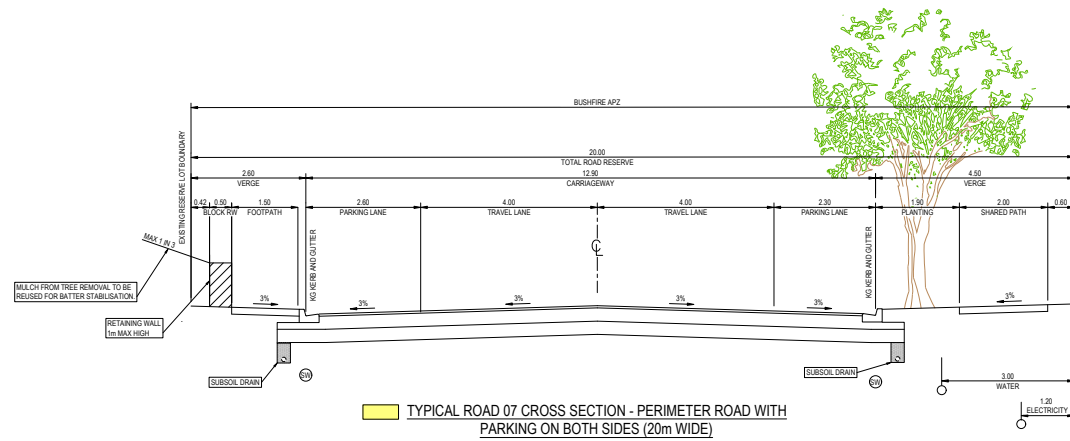 BUSHFIRE APZ
20.00
TOTAL ROAD RESERVE
2.60
VERGE
12.90
CARRIAGEWAY
4.50
VERGE
0.42
0.50
BLOCK RW
1.50
FOOTPATH
2.60
PARKING LANE
4.00
TRAVEL LANE
4.00
TRAVEL LANE
2.30
PARKING LANE
1.90
PLANTING
2.00
SHARED PATH
0.60
EXISTING RESERVE LOT BOUNDARY
KG KERB AND GUTTER
CL
KG KERB AND GUTTER
MAX 1 IN 3
MULCH FROM TREE REMOVAL TO BE
REUSED FOR BATTER STABILISATION.
RETAINING WALL
1m MAX HIGH
3%
3%
3%
3%
3%
3%
SUBSOIL DRAIN
SW
SUBSOIL DRAIN
SW
3.00
WATER
1.20
ELECTRICITY
TYPICAL ROAD 07 CROSS SECTION - PERIMETER ROAD WITH
PARKING ON BOTH SIDES (20m WIDE)